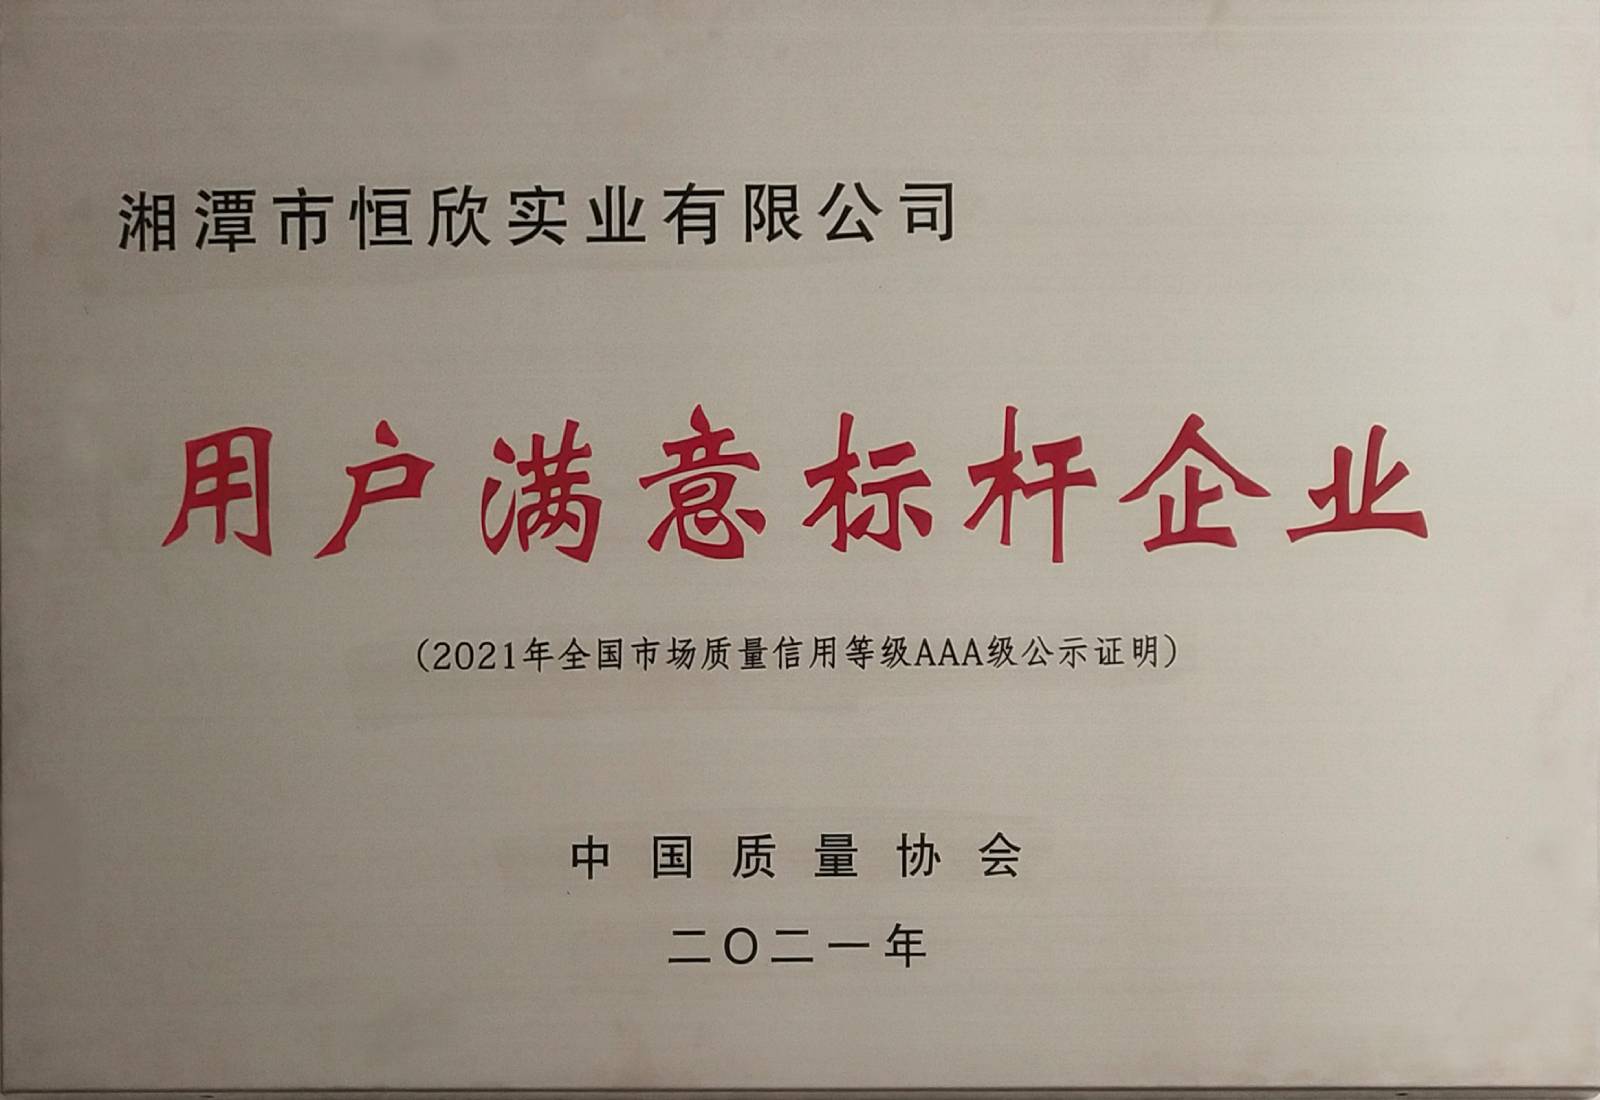 湘潭市恒欣实业有限公司
用户满意标杆企业
（2021年全国市场质量信用等级AAA级公示证明）
中国质量协会
二〇二一年